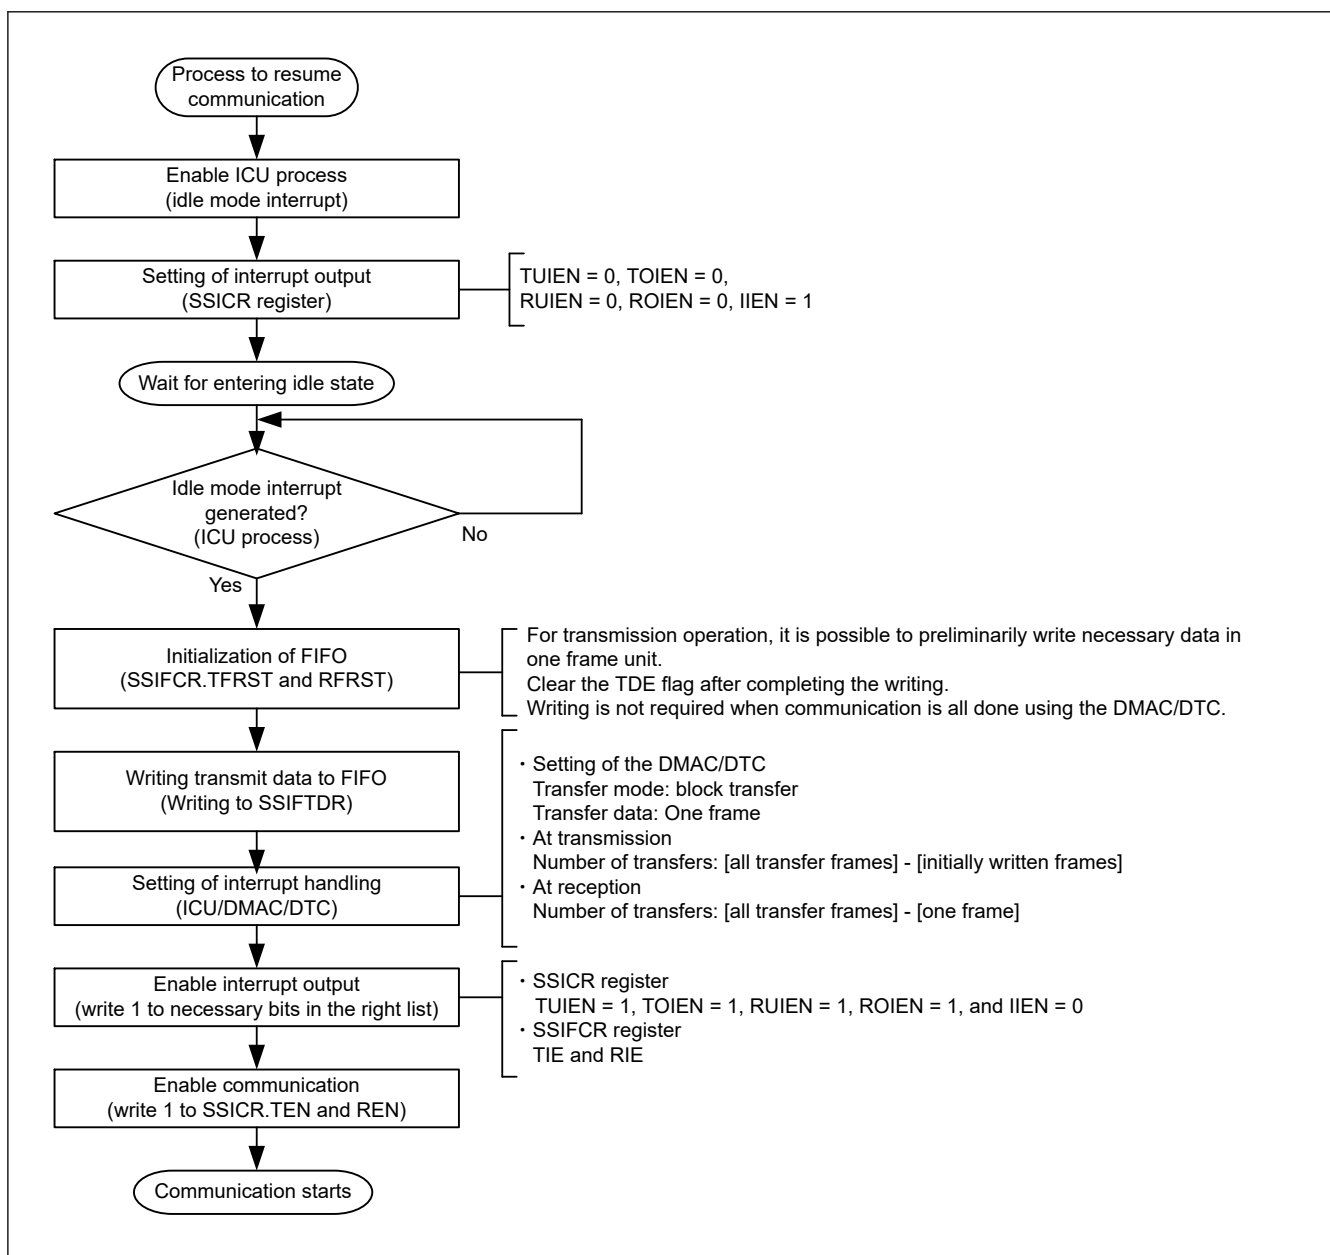 Process to resume
communication
Enable ICU process
(idle mode interrupt)
Setting of interrupt output
(SSICR register)
TUIEN = 0, TOIEN = 0,
RUIEN = 0, ROIEN = 0, IIEN = 1
Wait for entering idle state
Idle mode interrupt
generated?
(ICU process)
No
Yes
Initialization of FIFO
(SSIFCR.TFRST and RFRST)
For transmission operation, it is possible to preliminarily write necessary data in
one frame unit.
Clear the TDE flag after completing the writing.
Writing is not required when communication is all done using the DMAC/DTC.
Writing transmit data to FIFO
(Writing to SSIFTDR)
Setting of interrupt handling
(ICU/DMAC/DTC)
・Setting of the DMAC/DTC
Transfer mode: block transfer
Transfer data: One frame
・At transmission
Number of transfers: [all transfer frames] - [initially written frames]
・At reception
Number of transfers: [all transfer frames] - [one frame]
Enable interrupt output
(write 1 to necessary bits in the right list)
・SSICR register
TUIEN = 1, TOIEN = 1, RUIEN = 1, ROIEN = 1, and IIEN = 0
・SSIFCR register
TIE and RIE
Enable communication
(write 1 to SSICR.TEN and REN)
Communication starts